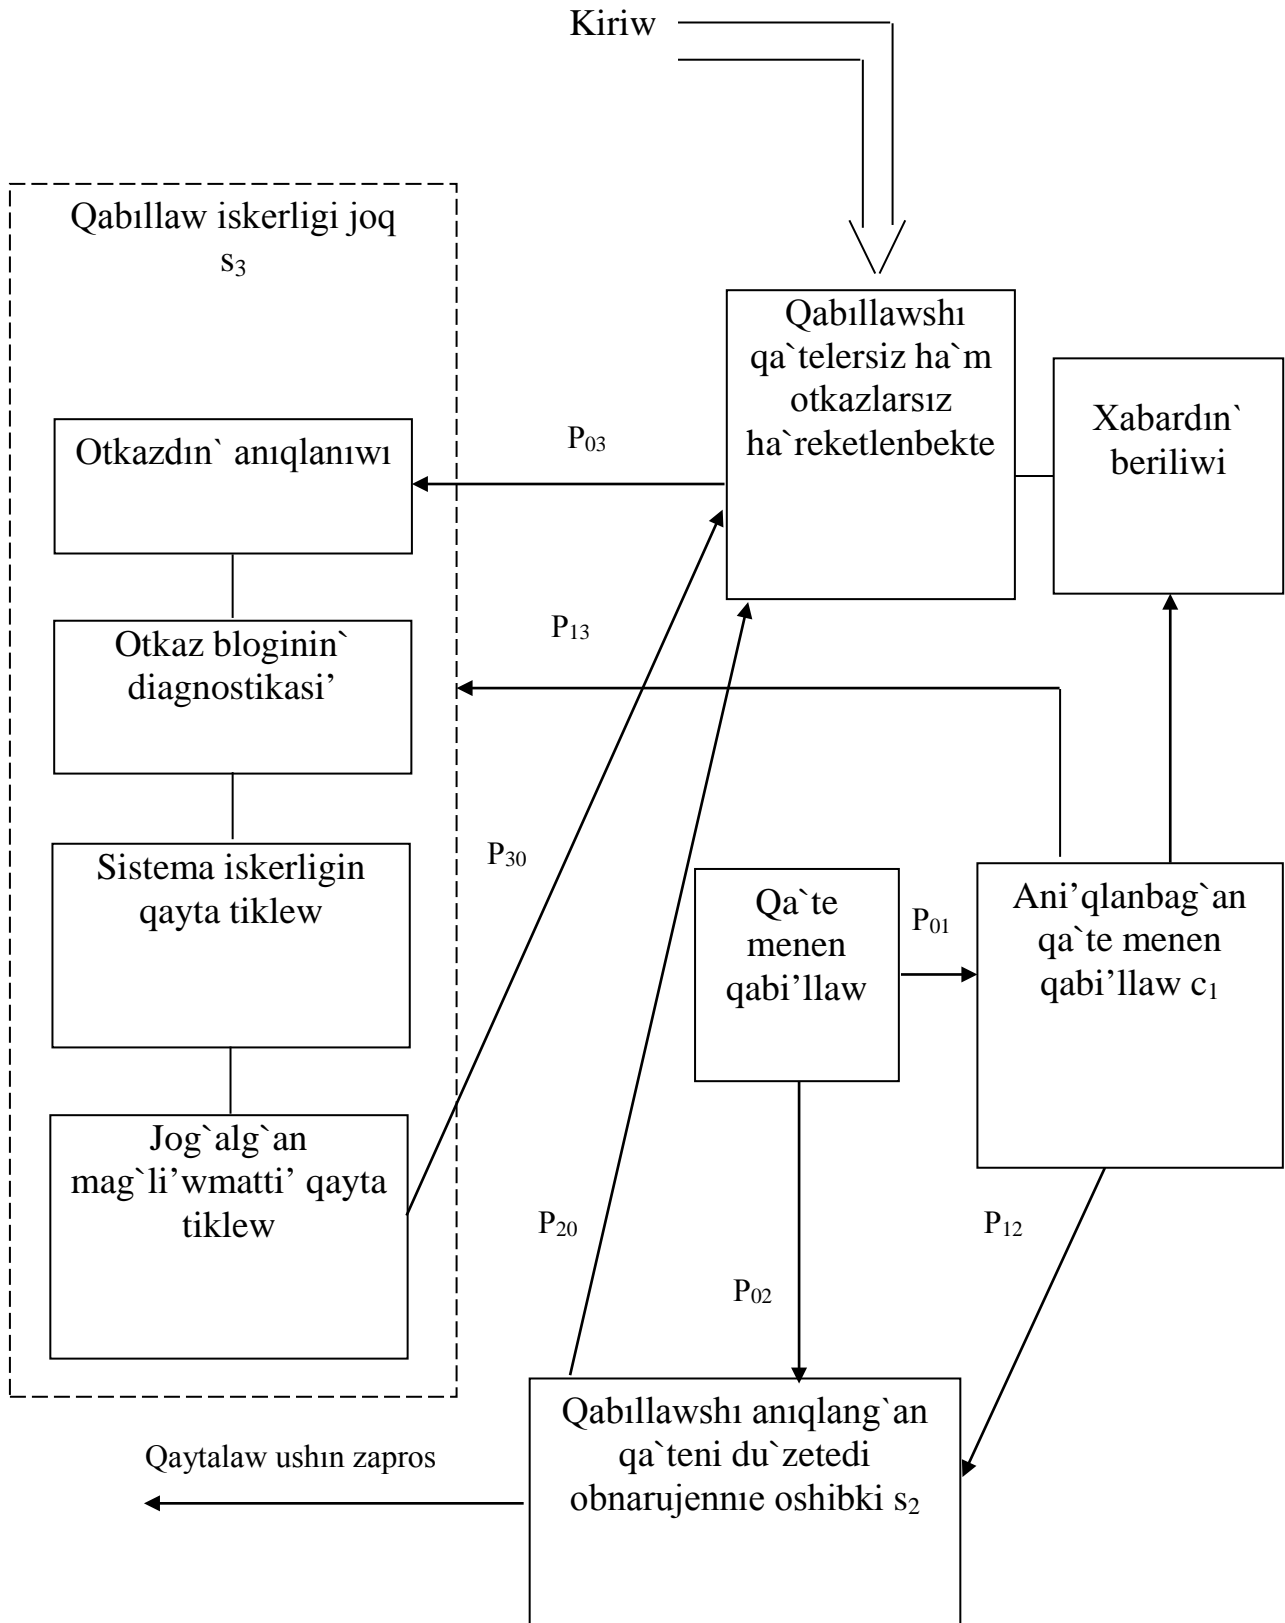 Kiriw
Qabıllaw iskerligi joq
s₃
Qabıllawshı
qa`telersiz ha`m
otkazlarsız
ha`reketlenbekte
Xabardın`
beriliwi
P₀₃
Otkazdın` anıqlanıwı
P₁₃
Otkaz bloginin`
diagnostikasi’
P₃₀
Sistema iskerligin
qayta tiklew
Qa`te
menen
qabi’llaw
P₀₁
Ani’qlanbag`an
qa`te menen
qabi’llaw c₁
Jog`alg`an
mag`li’wmatti’ qayta
tiklew
P₂₀
P₁₂
P₀₂
Qabıllawshı anıqlang`an
qa`teni du`zetedi
obnarujennıe oshibki s₂
Qaytalaw ushın zapros